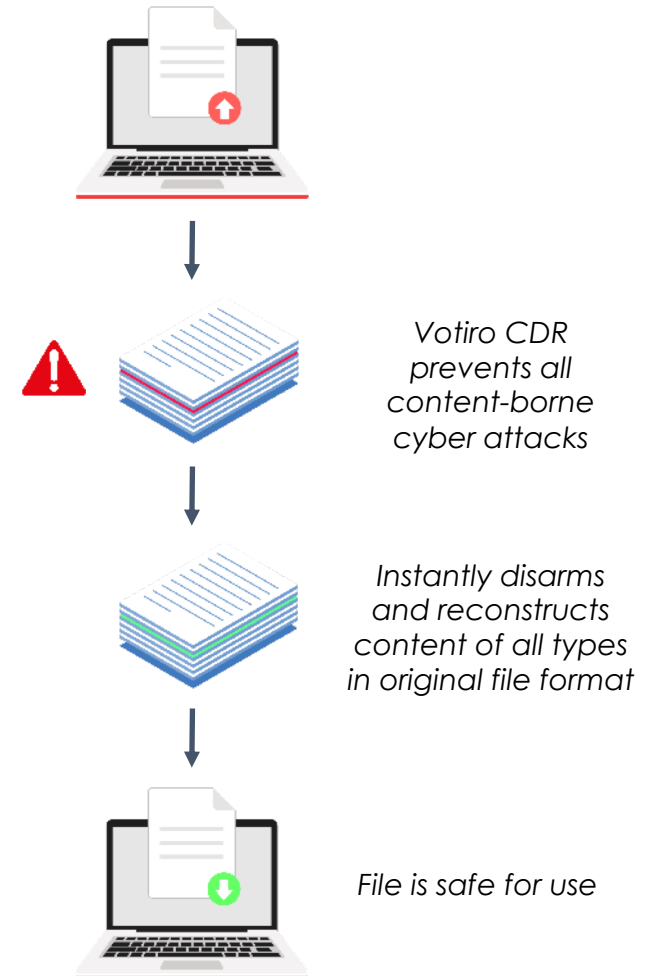 Votiro CDR
prevents all
content-borne
cyber attacks
Instantly disarms
and reconstructs
content of all types
in original file format
File is safe for use